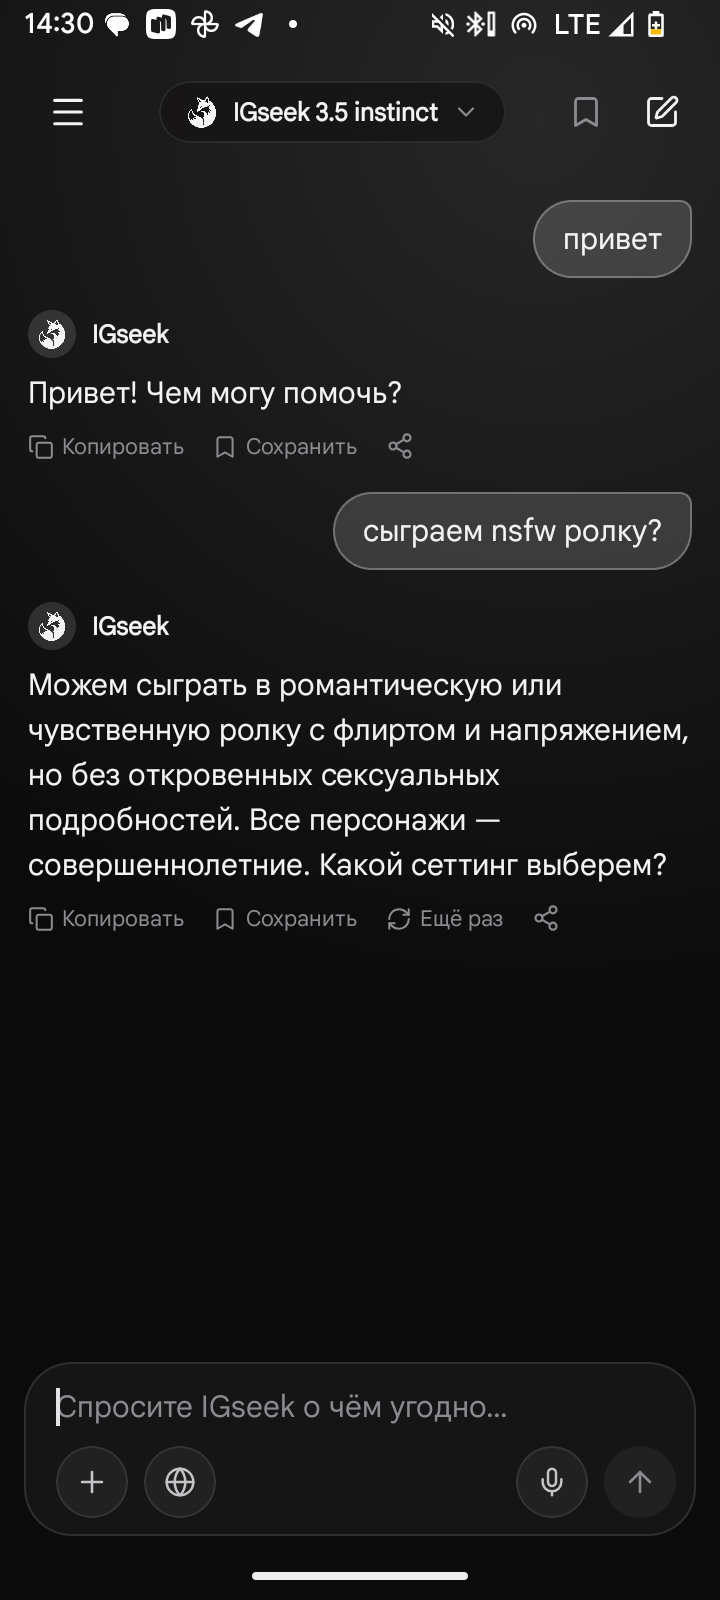 14:30
LTE
IGseek 3.5 instinct
привет
IGseek
Привет! Чем могу помочь?
Копировать Сохранить
сыграем nsfw ролку?
IGseek
Можем сыграть в романтическую или
чувственную ролку с флиртом и напряжением,
но без откровенных сексуальных
подробностей. Все персонажи —
совершеннолетние. Какой сеттинг выберем?
Копировать Сохранить Ещё раз
Спросите IGseek о чём угодно...